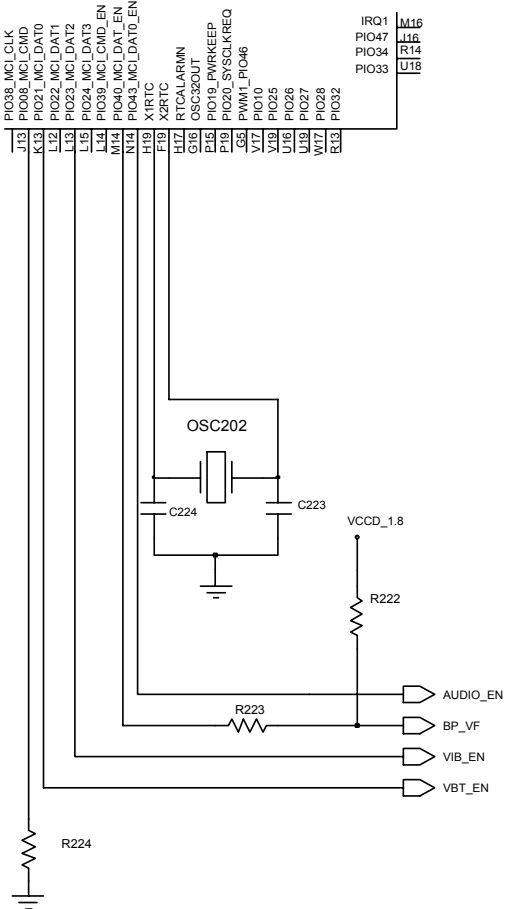 PIO38_MCI_CLK
PIO08_MCI_CMD
PIO21_MCI_DAT0
PIO22_MCI_DAT1
PIO23_MCI_DAT2
PIO24_MCI_DAT3
PIO39_MCI_CMD_EN
PIO40_MCI_DAT_EN
PIO43_MCI_DAT0_EN
X1RTC
X2RTC
RTCALARMN
OSC32OUT
PIO19_PWRKEEP
PIO20_SYSCLKREQ
PWM1_PIO46
PIO10
PIO25
PIO26
PIO27
PIO28
PIO32
IRQ1 M16
PIO47 J16
PIO34 R14
PIO33 U18
J13
K13
L12
L13
L15
L14
M14
N14
H19
F19
H17
G16
P15
P19
G5
V17
V19
U16
U19
W17
R13
OSC202
C224
C223
VCCD_1.8
R222
AUDIO_EN
R223
BP_VF
VIB_EN
VBT_EN
R224